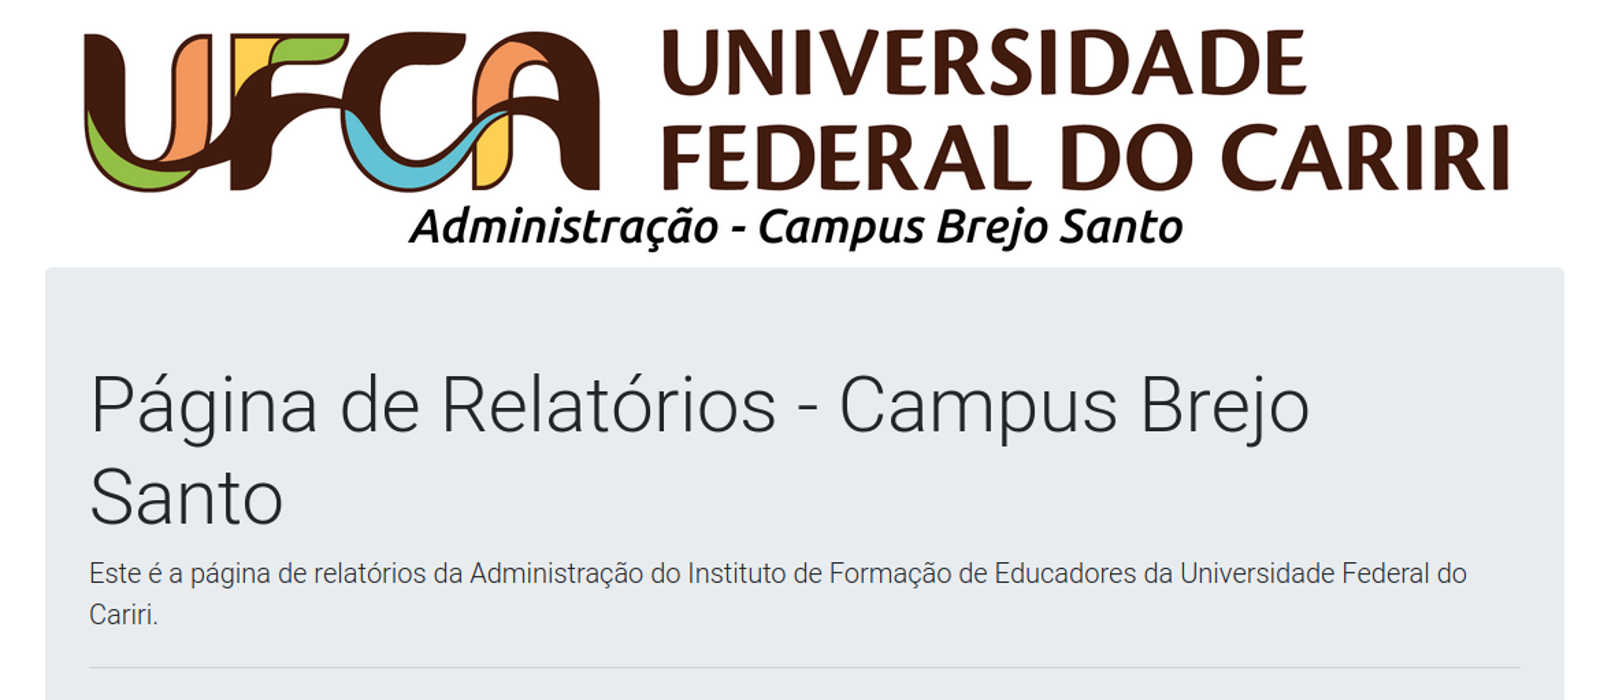 UFCA
UNIVERSIDADE
FEDERAL DO CARIRI
Administração - Campus Brejo Santo
Página de Relatórios - Campus Brejo
Santo
Este é a página de relatórios da Administração do Instituto de Formação de Educadores da Universidade Federal do
Cariri.